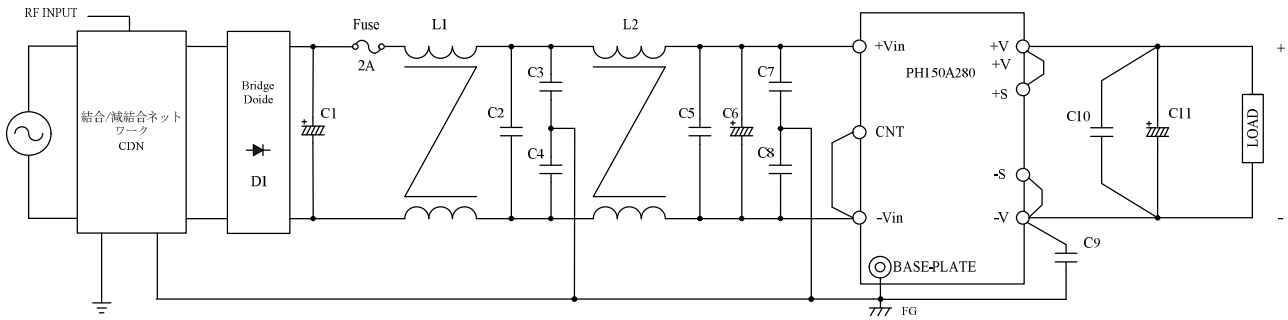 RF INPUT
結合/減結合ネット
ワーク
CDN
Bridge
Doide
D1
C1
Fuse
2A
L1
C2
C3
C4
L2
C5
C6
C7
C8
+Vin
CNT
-Vin
PH150A280
BASE-PLATE
FG
+V
+V
+S
-S
-V
C9
C10
C11
LOAD
+
-